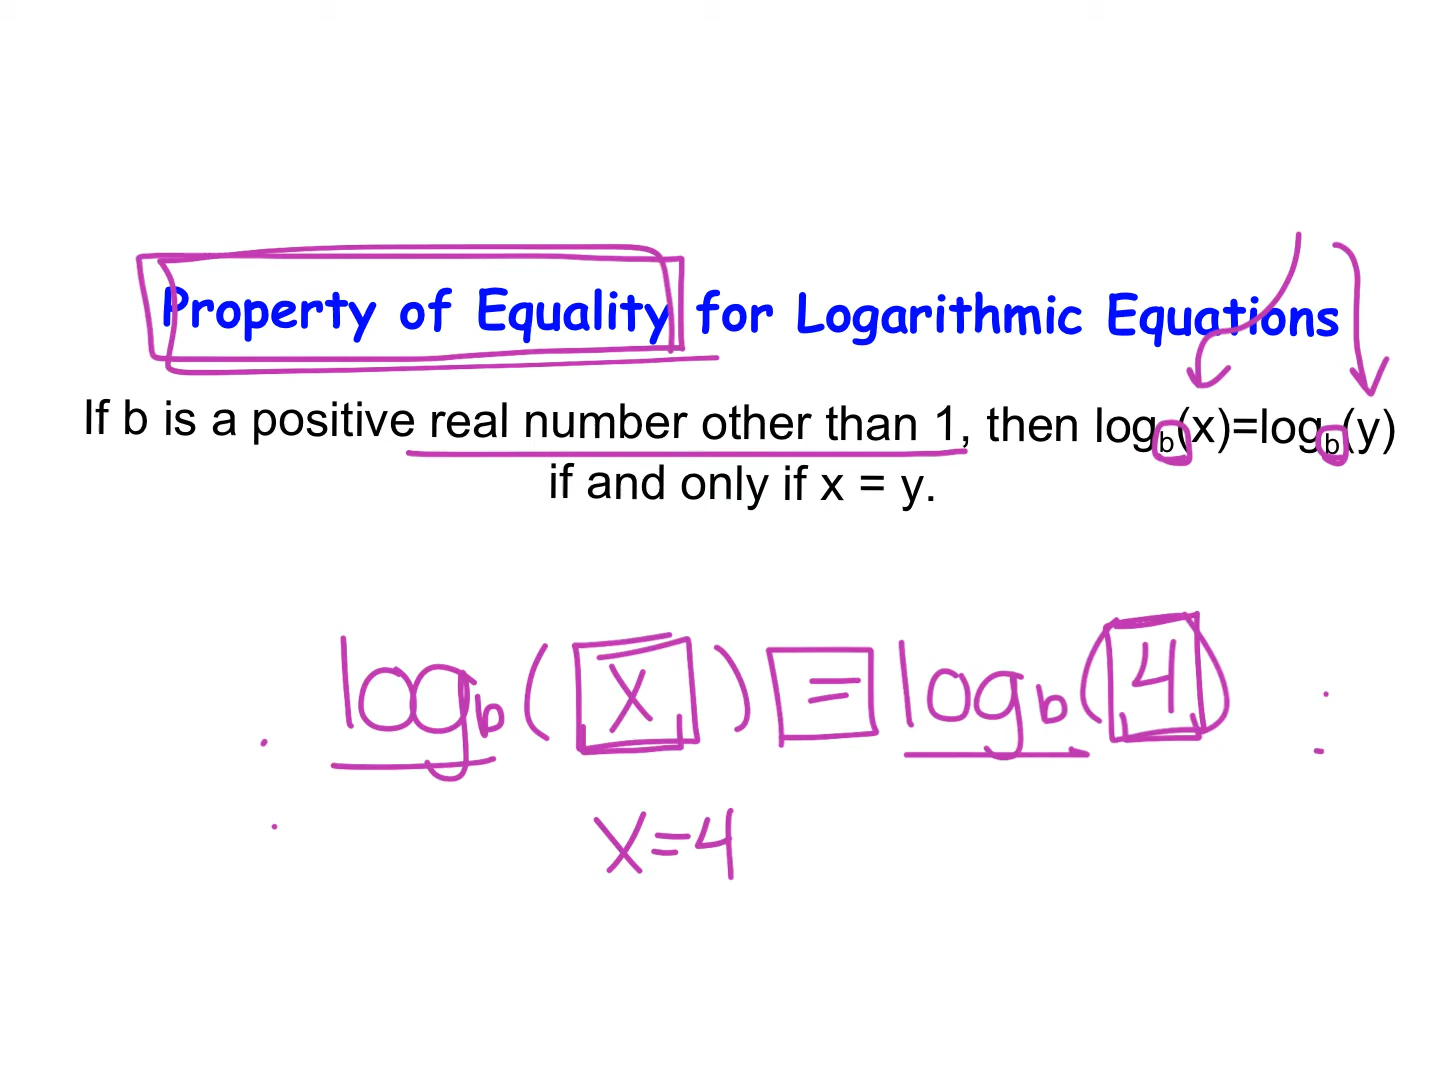 Property of Equality for Logarithmic Equations
If b is a positive real number other than 1, then log_b(x)=log_b(y)
if and only if x = y.
log_b(x) = log_b(4)
x=4